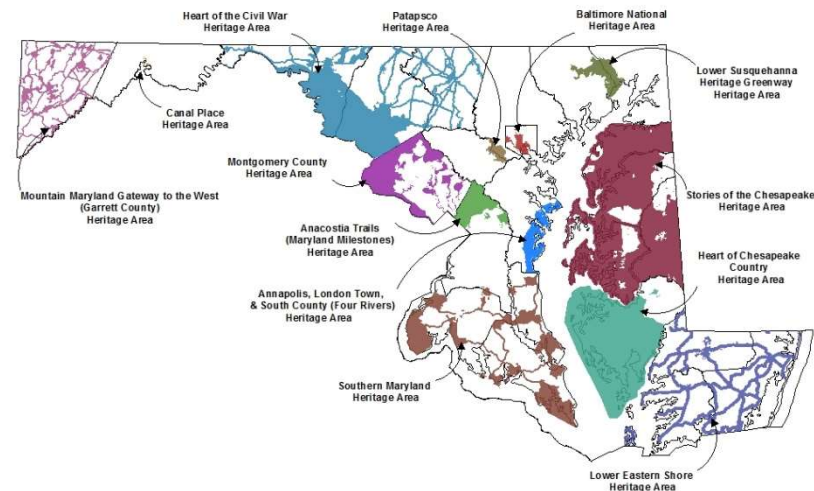 Heart of the Civil War
Heritage Area
Patapsco
Heritage Area
Baltimore National
Heritage Area
Lower Susquehanna
Heritage Greenway
Heritage Area
Canal Place
Heritage Area
Montgomery County
Heritage Area
Mountain Maryland Gateway to the West
(Garrett County)
Heritage Area
Stories of the Chesapeake
Heritage Area
Anacostia Trails
(Maryland Milestones)
Heritage Area
Heart of Chesapeake
Country
Heritage Area
Annapolis, London Town,
& South County (Four Rivers)
Heritage Area
Southern Maryland
Heritage Area
Lower Eastern Shore
Heritage Area